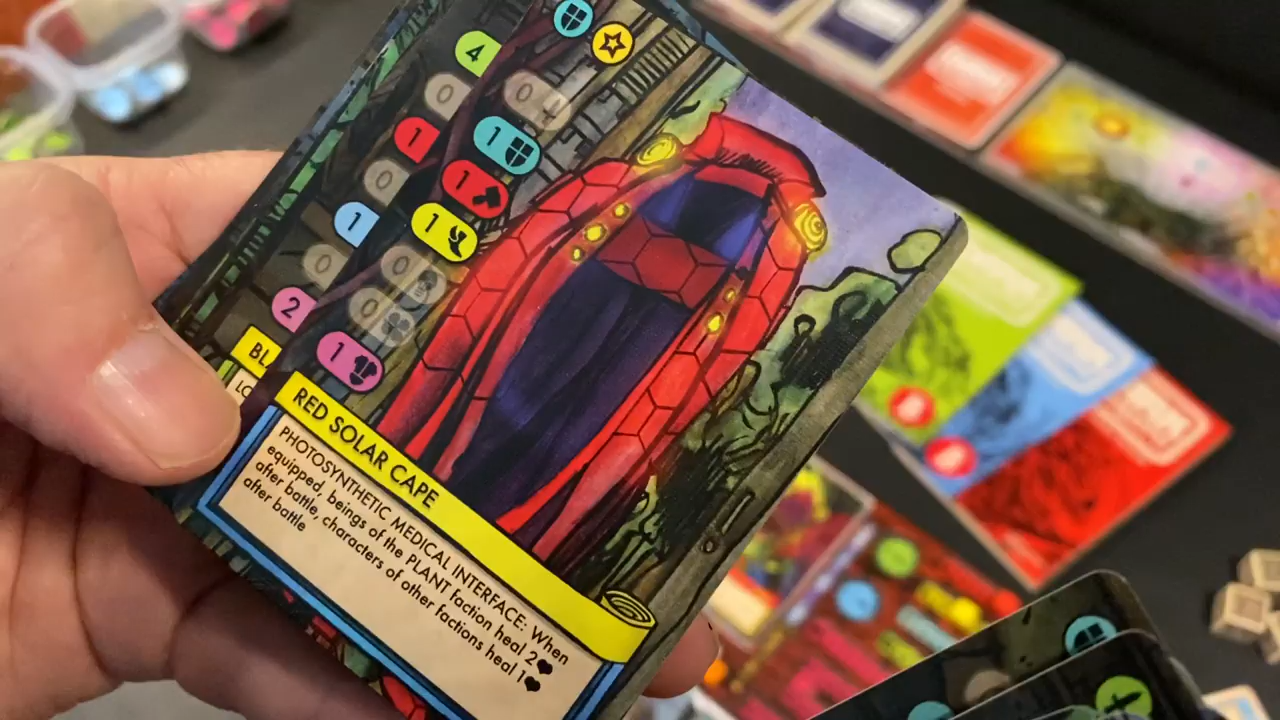 4
0
1
0
1
0
2
BL
LO
0
1
1
1
0
0
1
RED SOLAR CAPE
PHOTOSYNTHETIC MEDICAL INTERFACE: When
equipped, beings of the PLANT faction heal 2
after battle, characters of other factions heal 1
after battle